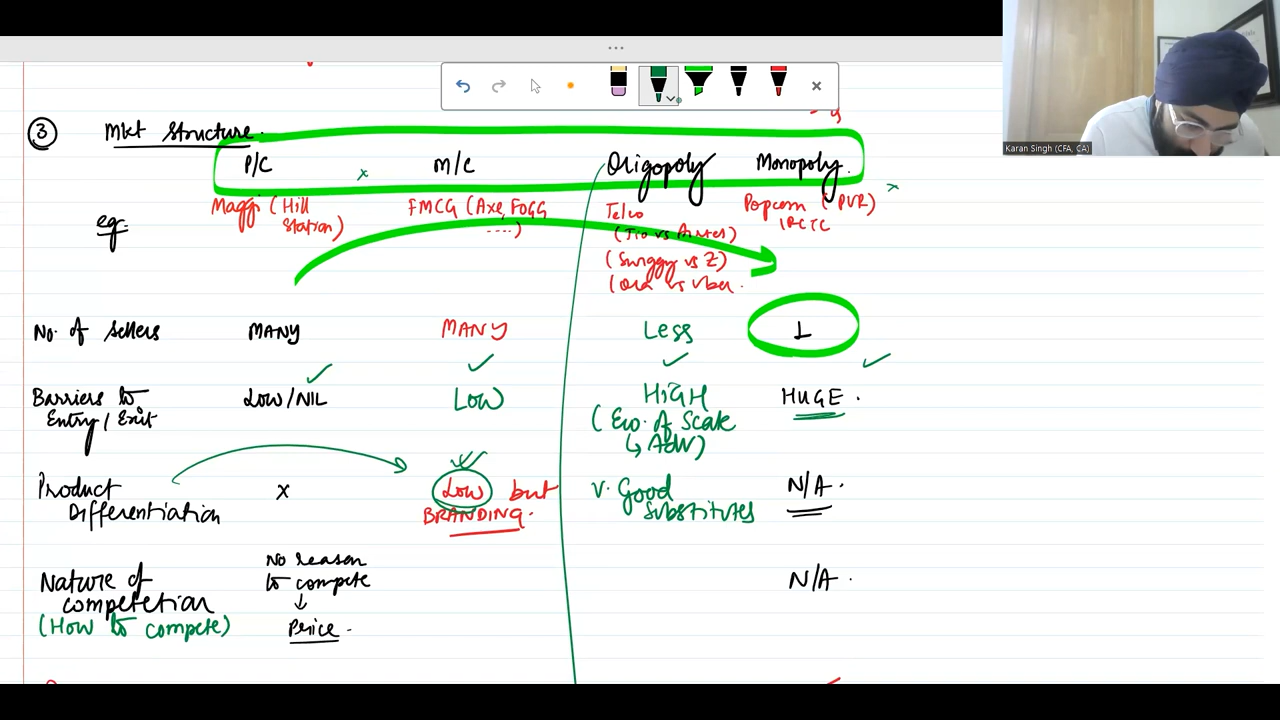 Karan Singh (CFA, CA)
③ Mkt Structure.
P/C x M/C Oligopoly Monopoly.
x
eg: Maggi (Hill Station)
FMCG (Axe, FOGG ....)
Telco
(Jio vs Airtel)
(Swiggy vs Z)
(Ola vs Uber.
Popcorn (PVR)
IRCTC
No. of Sellers MANY MANY Less 1
Barriers to Entry/Exit Low/NIL LOW HiGH HUGE.
(Eco. of Scale
↳ Adv)
Product Differentiation x Low but BRANDING. V. Good Substitutes N/A.
Nature of competetion
(How to compete)
No reason
to compete
↓
Price.
N/A.